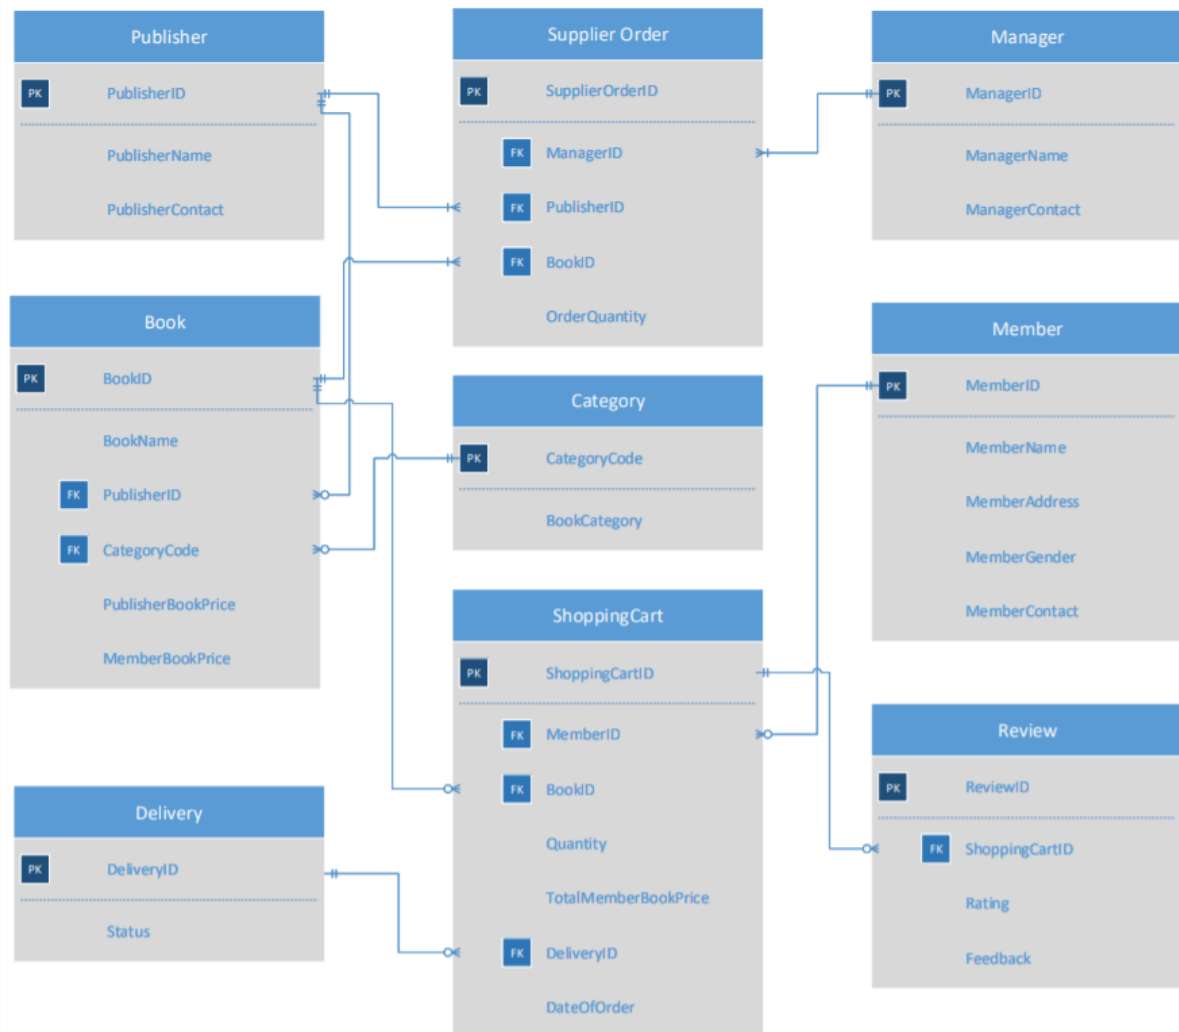 Publisher
PK PublisherID
PublisherName
PublisherContact
Supplier Order
PK SupplierOrderID
FK ManagerID
FK PublisherID
FK BookID
OrderQuantity
Manager
PK ManagerID
ManagerName
ManagerContact
Book
PK BookID
BookName
FK PublisherID
FK CategoryCode
PublisherBookPrice
MemberBookPrice
Category
PK CategoryCode
BookCategory
Member
PK MemberID
MemberName
MemberAddress
MemberGender
MemberContact
ShoppingCart
PK ShoppingCartID
FK MemberID
FK BookID
Quantity
TotalMemberBookPrice
FK DeliveryID
DateOfOrder
Review
PK ReviewID
FK ShoppingCartID
Rating
Feedback
Delivery
PK DeliveryID
Status